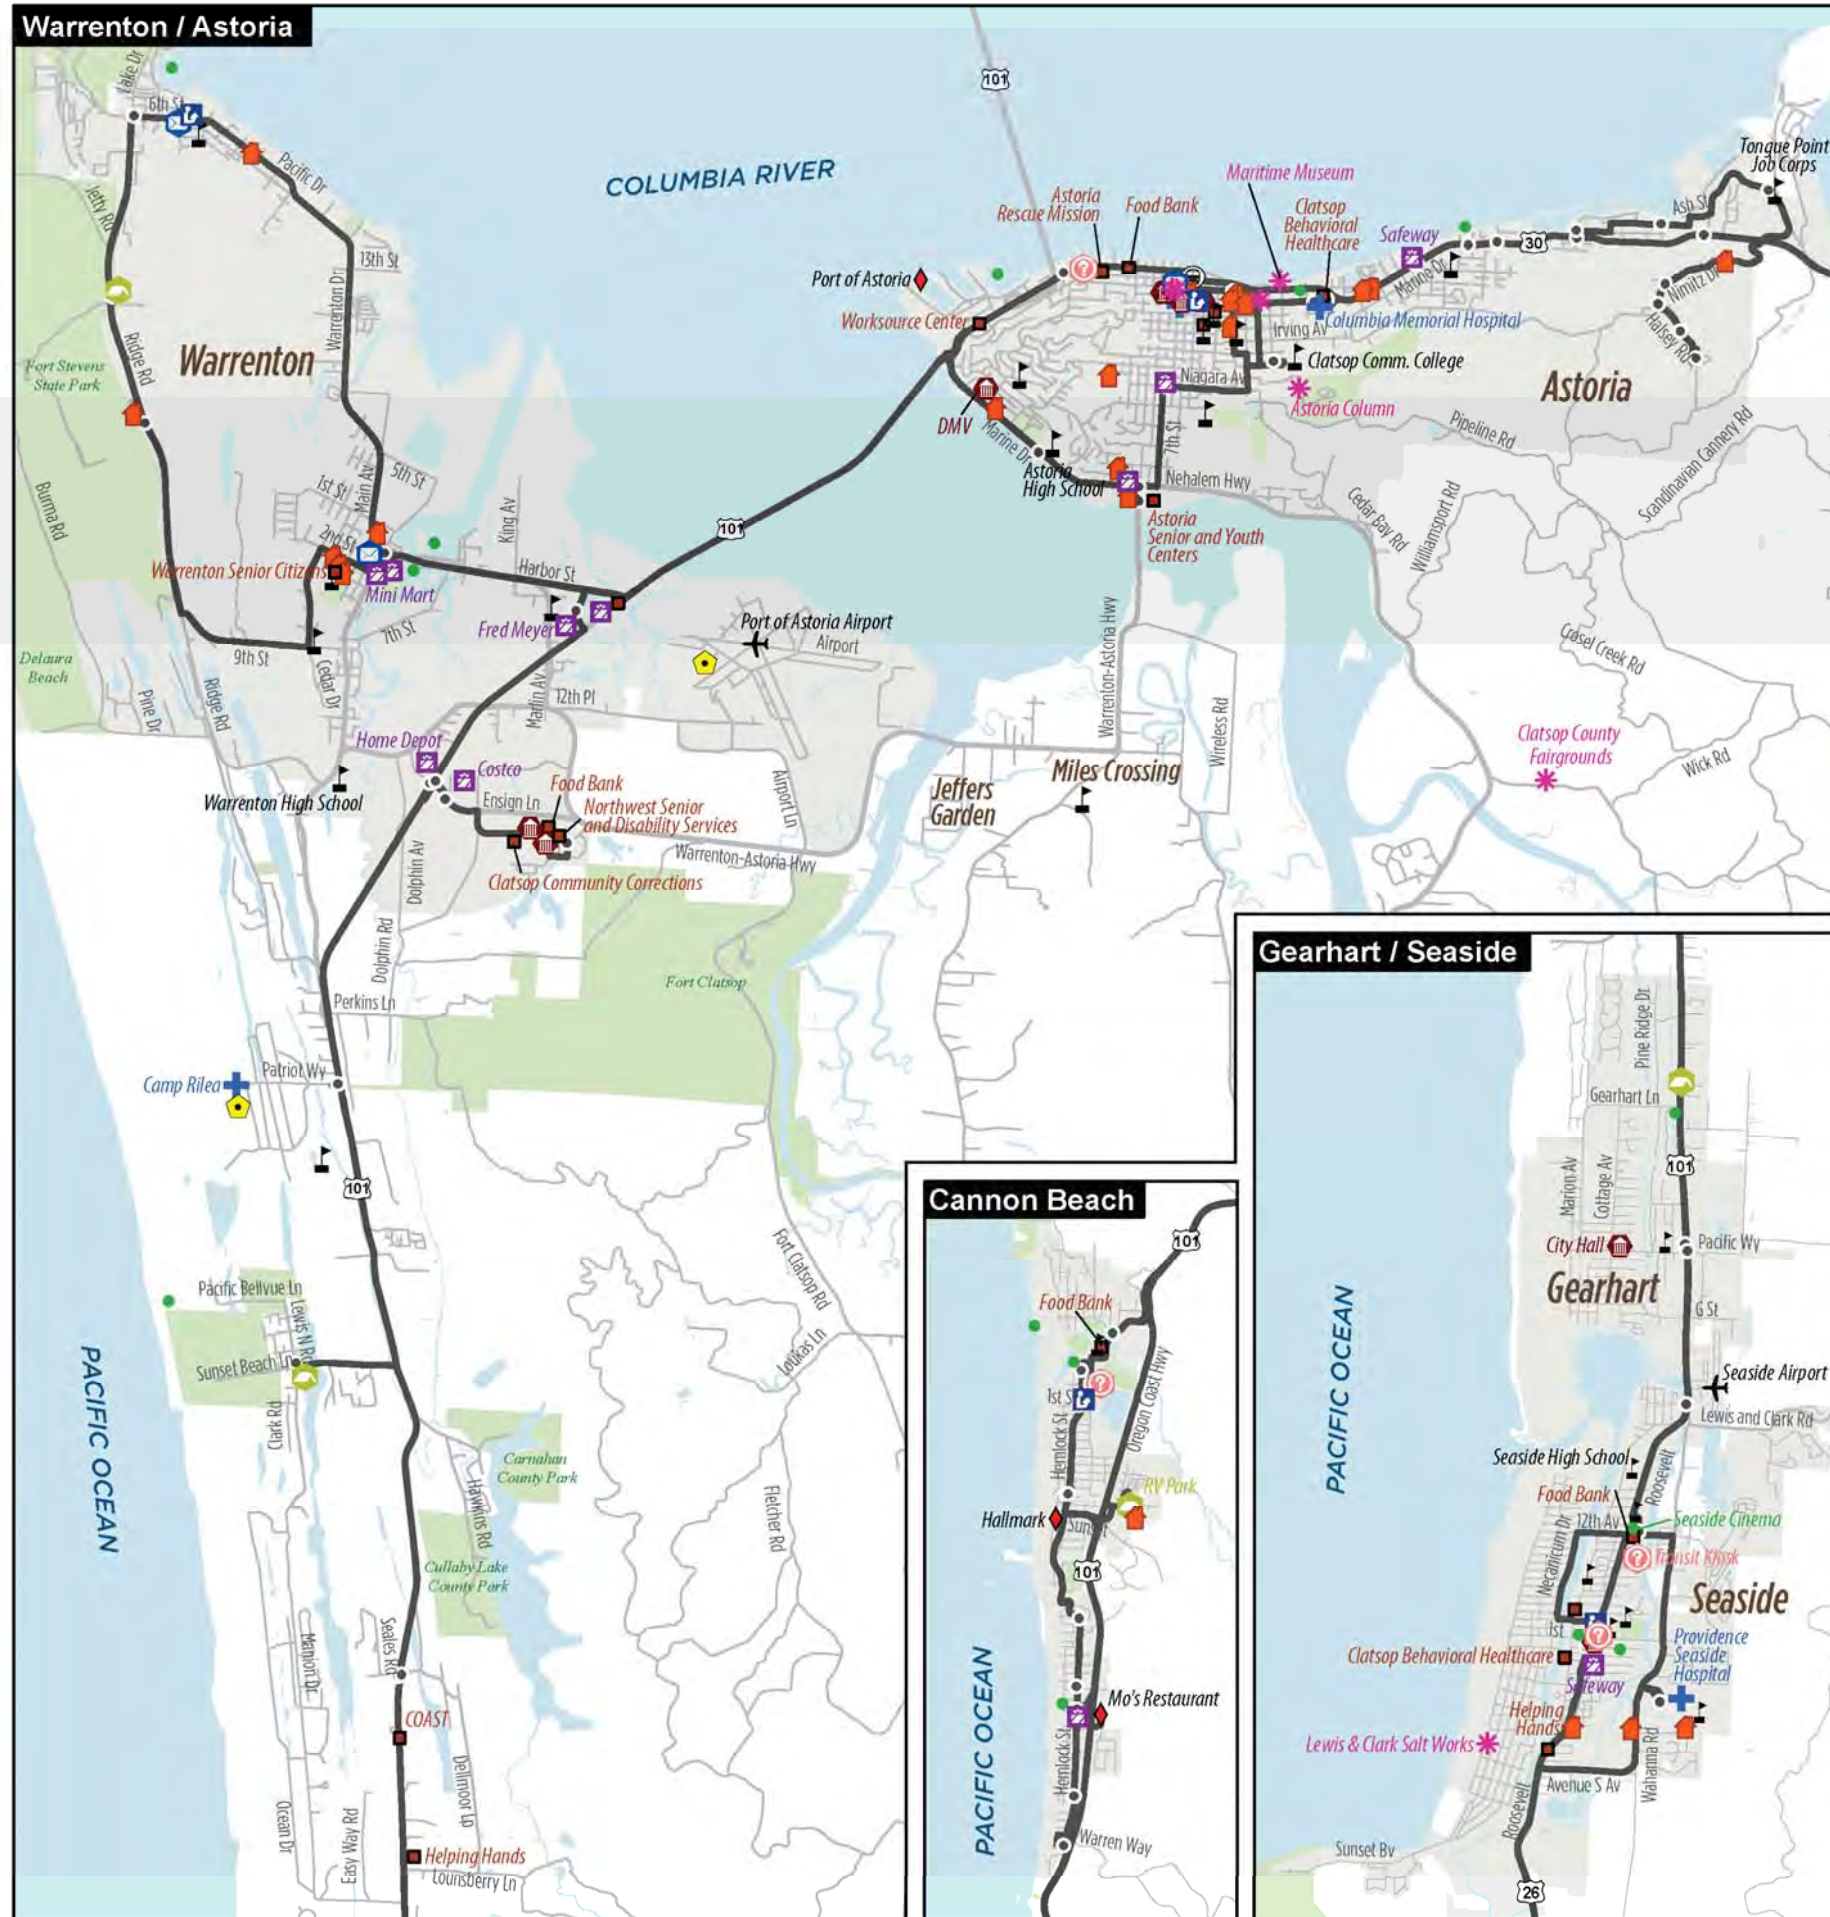 Warrenton / Astoria
Lake Dr
6th St
Pacific Dr
Jetty Rd
13th St
Warrenton Dr
Ridge Rd
Warrenton
Fort Stevens
State Park
Burma Rd
1st St
5th St
Main Av
2nd St
King Av
Harbor St
Warrenton Senior Citizens
Mini Mart
7th St
Fred Meyer
9th St
Cedar Dr
Delaura
Beach
Pine Dr
Ridge Rd
Marlin Av
12th Pl
Port of Astoria Airport
Airport
Home Depot
Costco
Warrenton High School
Ensign Ln
Food Bank
Northwest Senior
and Disability Services
Clatsop Community Corrections
Dolphin Av
Dolphin Rd
Airport Ln
Warrenton-Astoria Hwy
Perkins Ln
Fort Clatsop
Camp Rilea
Patriot Wy
101
Pacific Bellvue Ln
Lewis N Rd
Sunset Beach Ln
Clark Rd
Carnahan
County Park
Hawkins Rd
Cullaby Lake
County Park
Fletcher Rd
Fort Clatsop Rd
Loukas Ln
Manion Dr
Seales Rd
COAST
Dellmoor Lp
Ocean Dr
Easy Way Rd
Helping Hands
Lounsberry Ln
PACIFIC OCEAN
COLUMBIA RIVER
101
101
Port of Astoria
Worksource Center
Astoria
Rescue Mission
Food Bank
Maritime Museum
Clatsop
Behavioral
Healthcare
Safeway
Marine Dr
30
Ash St
Tongue Point
Job Corps
Nimitz Dr
Halsey Rd
Columbia Memorial Hospital
Irving Av
Clatsop Comm. College
Niagara Av
Astoria Column
Astoria
DMV
Marine Dr
Astoria
High School
7th St
Nehalem Hwy
Astoria
Senior and Youth
Centers
Pipeline Rd
Scandinavian Cannery Rd
Cedar Bay Rd
Williamsport Rd
Crosel Creek Rd
Warrenton-Astoria Hwy
Wireless Rd
Clatsop County
Fairgrounds
Wick Rd
Miles Crossing
Jeffers
Garden
Cannon Beach
101
Food Bank
1st S
Hemlock St
Oregon Coast Hwy
RV Park
Hallmark
Sunset
101
Mo's Restaurant
Hemlock St
Warren Way
PACIFIC OCEAN
Gearhart / Seaside
Pine Ridge Dr
Gearhart Ln
101
Marion Av
Cottage Av
City Hall
Pacific Wy
Gearhart
G St
Seaside Airport
Lewis and Clark Rd
Seaside High School
Roosevelt
Food Bank
12th Av
Seaside Cinema
Transit Kiosk
Necanicum Dr
Seaside
1st
Providence
Seaside
Hospital
Clatsop Behavioral Healthcare
Safeway
Helping
Hands
Lewis & Clark Salt Works
Wahanna Rd
Avenue S Av
Roosevelt
Sunset Bv
26
PACIFIC OCEAN